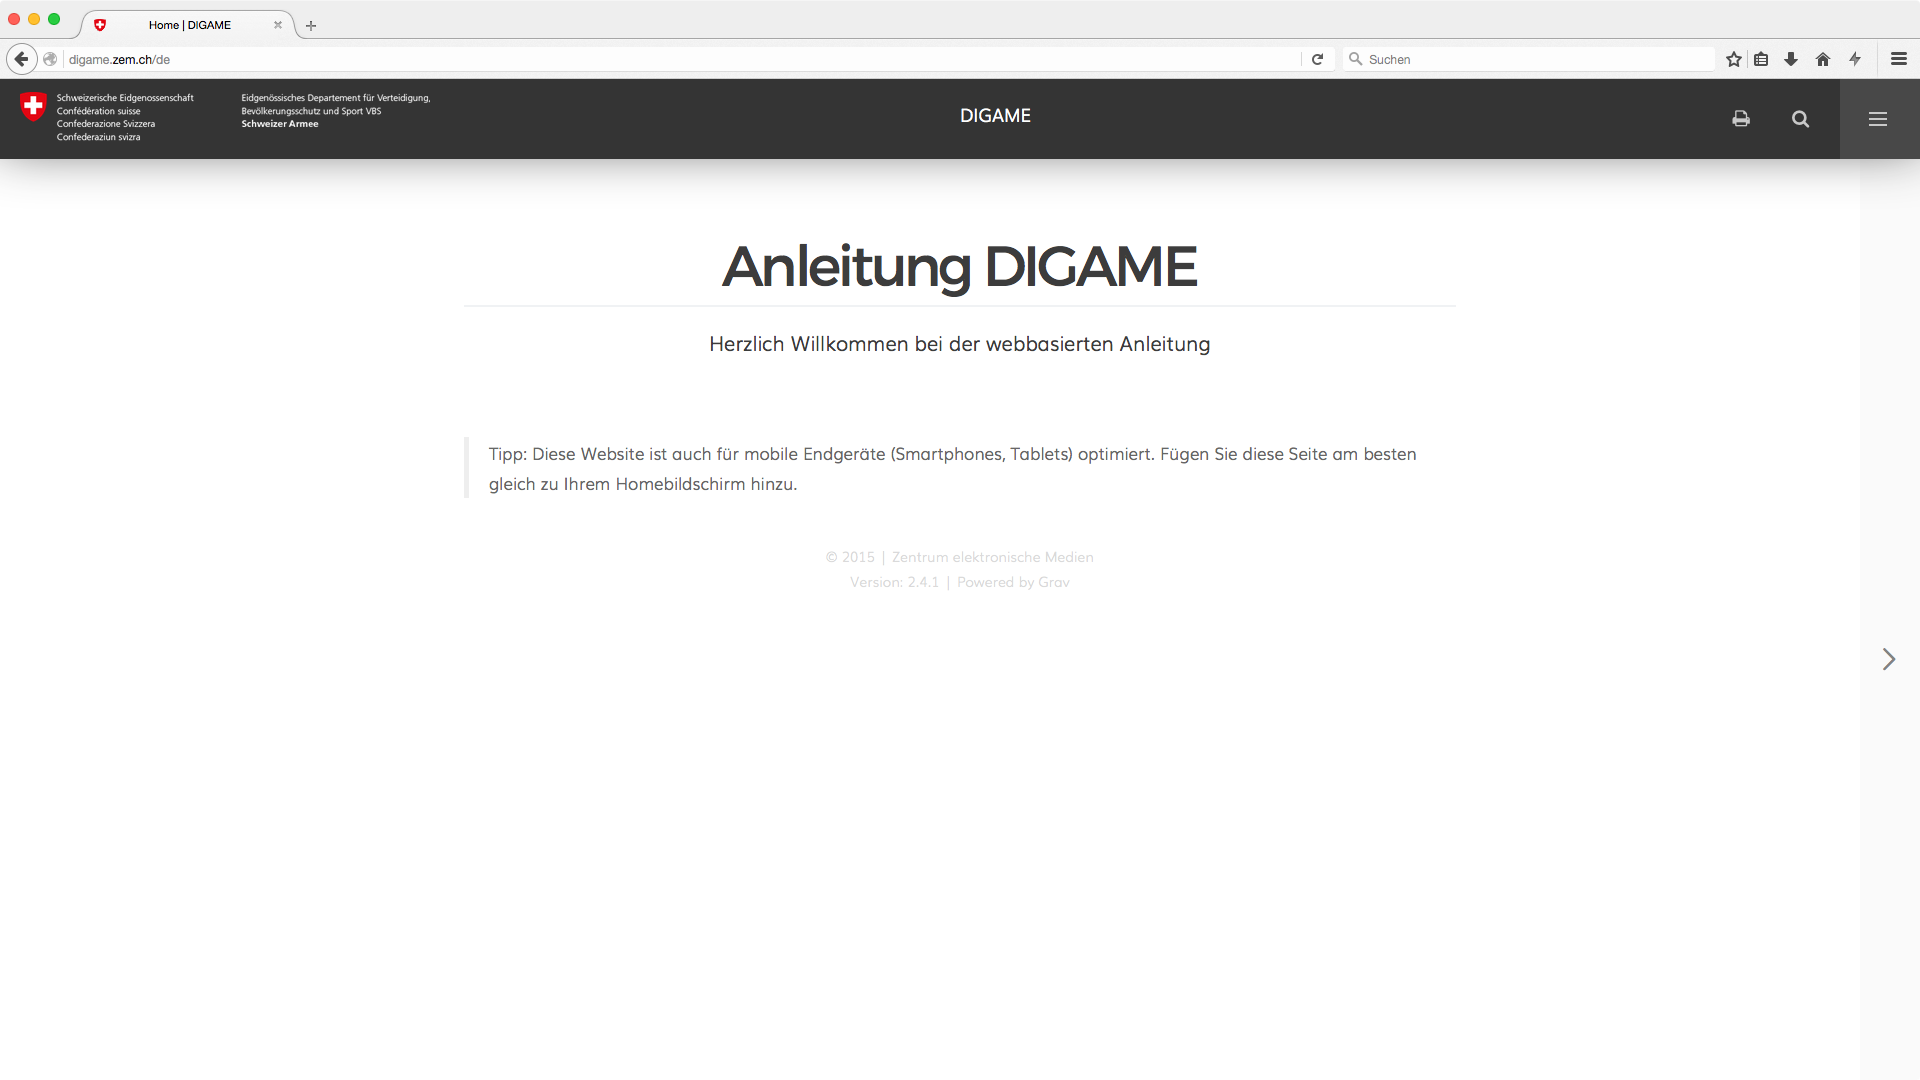 Home | DIGAME
digame.zem.ch/de
Suchen
Schweizerische Eidgenossenschaft
Confédération suisse
Confederazione Svizzera
Confederaziun svizra
Eidgenössisches Departement für Verteidigung,
Bevölkerungsschutz und Sport VBS
Schweizer Armee
DIGAME
Anleitung DIGAME
Herzlich Willkommen bei der webbasierten Anleitung
Tipp: Diese Website ist auch für mobile Endgeräte (Smartphones, Tablets) optimiert. Fügen Sie diese Seite am besten
gleich zu Ihrem Homebildschirm hinzu.
© 2015 | Zentrum elektronische Medien
Version: 2.4.1 | Powered by Grav